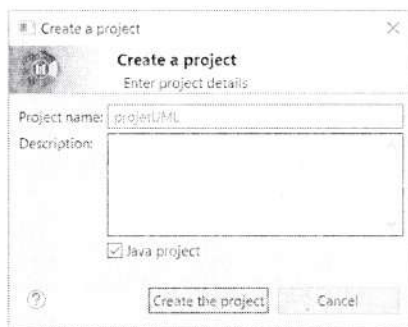 Create a project
Create a project
Enter project details
Project name: projetUML
Description:
Java project
?
Create the project
Cancel